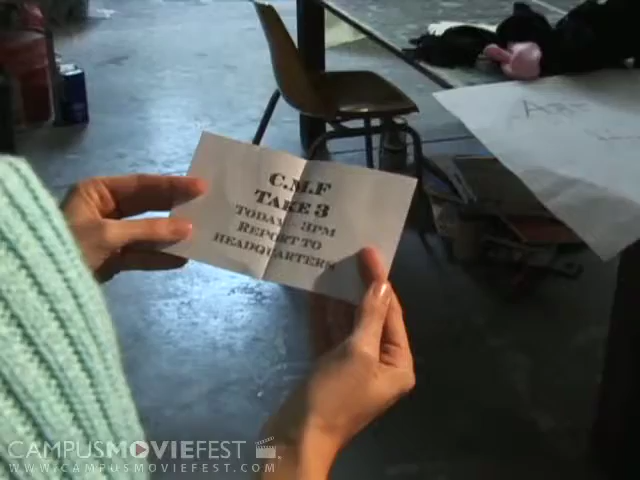 C.M.F
TAKE 3
TODAY - 3PM
REPORT TO
HEADQUARTERS
CAMPUSMOVIEFEST
WWW.CAMPUSMOVIEFEST.COM